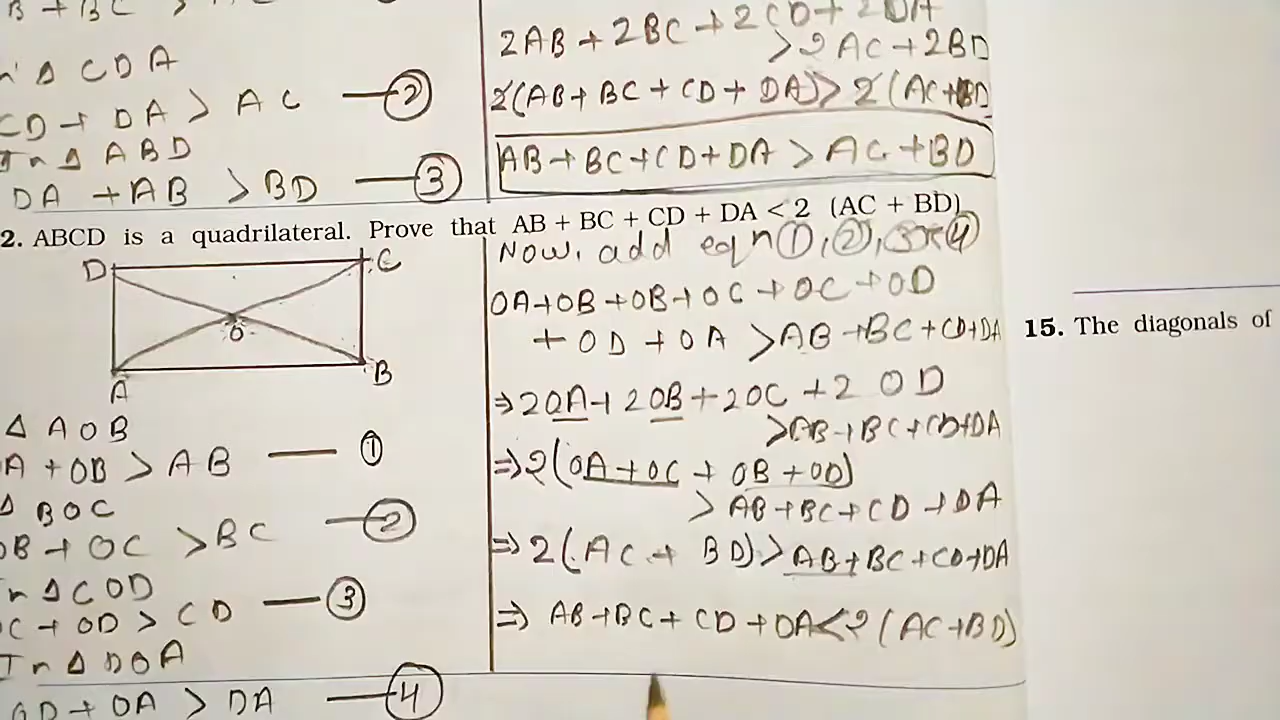 B + BC >
Δ CDA
CD + DA > AC —②
In Δ ABD
DA + AB > BD —③
2AB + 2BC + 2CD + 2DA
> 2AC + 2BD
2(AB + BC + CD + DA) > 2(AC + BD
AB + BC + CD + DA > AC + BD
2. ABCD is a quadrilateral. Prove that AB + BC + CD + DA < 2 (AC + BD)
D
C
O
A
B
Δ AOB
A + OB > AB — ①
Δ BOC
OB + OC > BC —②
In Δ COD
OC + OD > CD —③
In Δ DOA
OD + OA > DA —④
Now, add eqn ①, ②, 3 & ④
OA + OB + OB + OC + OC + OD
+ OD + OA > AB + BC + CD + DA
⇒ 2OA + 2OB + 2OC + 2 OD
> AB + BC + CD + DA
⇒ 2(OA + OC + OB + OD)
> AB + BC + CD + DA
⇒ 2(AC + BD) > AB + BC + CD + DA
⇒ AB + BC + CD + DA < 2 (AC + BD)
15. The diagonals of